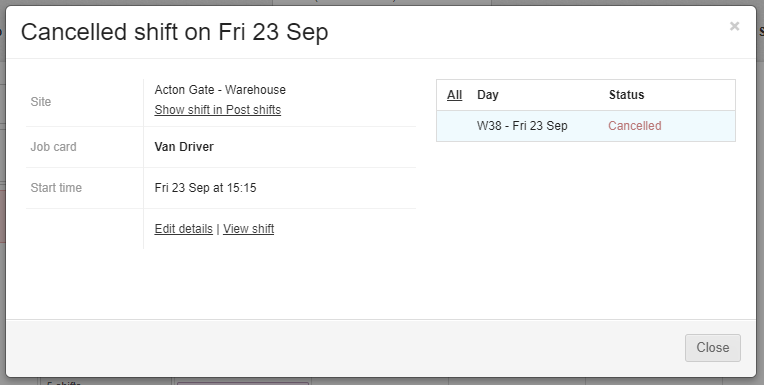 Cancelled shift on Fri 23 Sep
×
Site
Acton Gate - Warehouse
Show shift in Post shifts
Job card
Van Driver
Start time
Fri 23 Sep at 15:15
Edit details | View shift
All Day Status
W38 - Fri 23 Sep Cancelled
Close
5 shifts